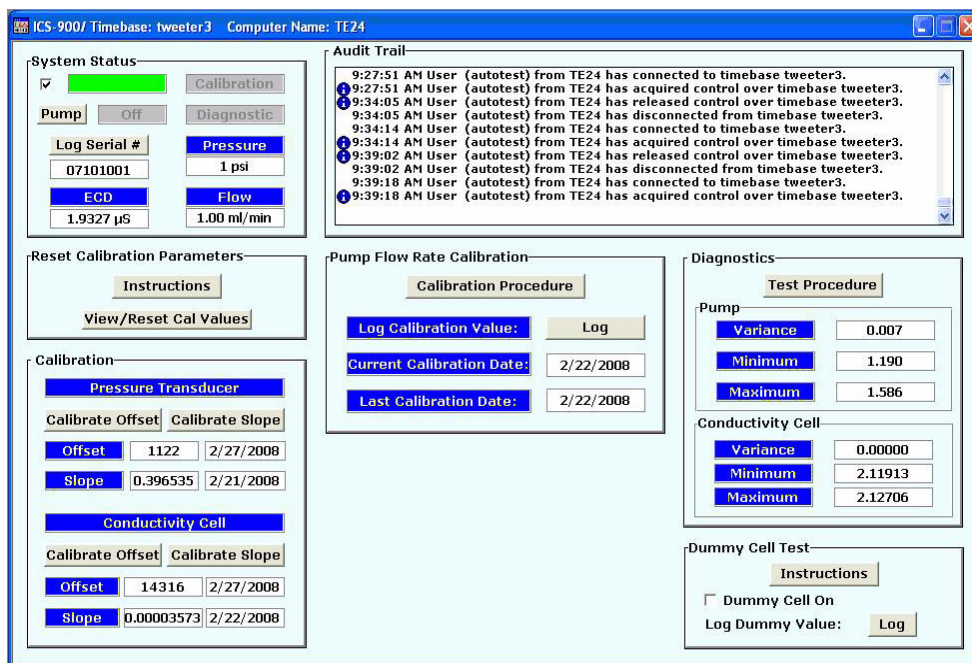 ICS-900/ Timebase: tweeter3 Computer Name: TE24
System Status
Calibration
Pump Off Diagnostic
Log Serial # Pressure
07101001 1 psi
ECD Flow
1.9327 µS 1.00 ml/min
Audit Trail
9:27:51 AM User (autotest) from TE24 has connected to timebase tweeter3.
9:27:51 AM User (autotest) from TE24 has acquired control over timebase tweeter3.
9:34:05 AM User (autotest) from TE24 has released control over timebase tweeter3.
9:34:05 AM User (autotest) from TE24 has disconnected from timebase tweeter3.
9:34:14 AM User (autotest) from TE24 has connected to timebase tweeter3.
9:34:14 AM User (autotest) from TE24 has acquired control over timebase tweeter3.
9:39:02 AM User (autotest) from TE24 has released control over timebase tweeter3.
9:39:02 AM User (autotest) from TE24 has disconnected from timebase tweeter3.
9:39:18 AM User (autotest) from TE24 has connected to timebase tweeter3.
9:39:18 AM User (autotest) from TE24 has acquired control over timebase tweeter3.
Reset Calibration Parameters
Instructions
View/Reset Cal Values
Calibration
Pressure Transducer
Calibrate Offset Calibrate Slope
Offset 1122 2/27/2008
Slope 0.396535 2/21/2008
Conductivity Cell
Calibrate Offset Calibrate Slope
Offset 14316 2/27/2008
Slope 0.00003573 2/22/2008
Pump Flow Rate Calibration
Calibration Procedure
Log Calibration Value: Log
Current Calibration Date: 2/22/2008
Last Calibration Date: 2/22/2008
Diagnostics
Test Procedure
Pump
Variance 0.007
Minimum 1.190
Maximum 1.586
Conductivity Cell
Variance 0.00000
Minimum 2.11913
Maximum 2.12706
Dummy Cell Test
Instructions
Dummy Cell On
Log Dummy Value: Log